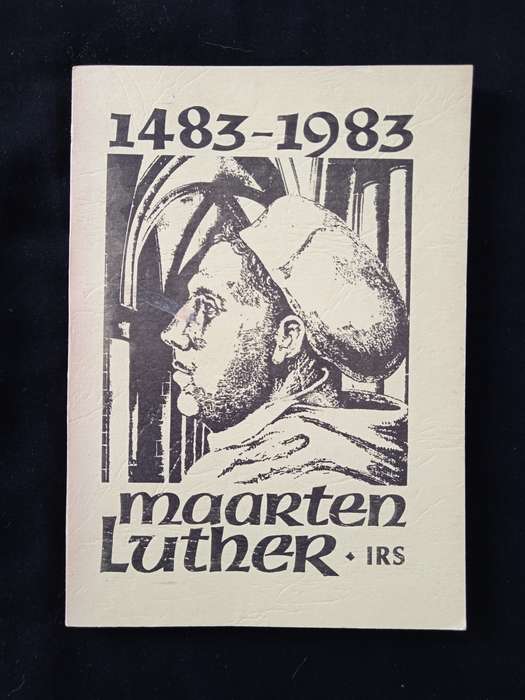 1483-1983
maarten
Luther • IRS